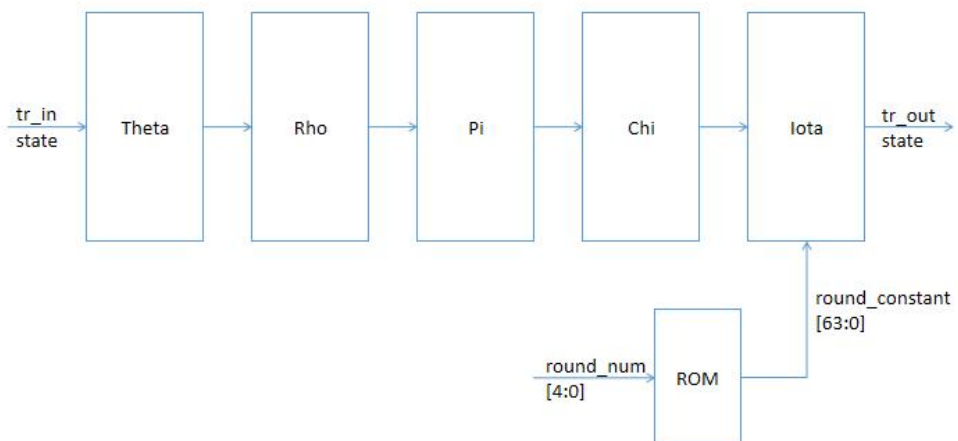 tr_in
state
Theta
Rho
Pi
Chi
Iota
tr_out
state
round_constant
[63:0]
round_num
[4:0]
ROM